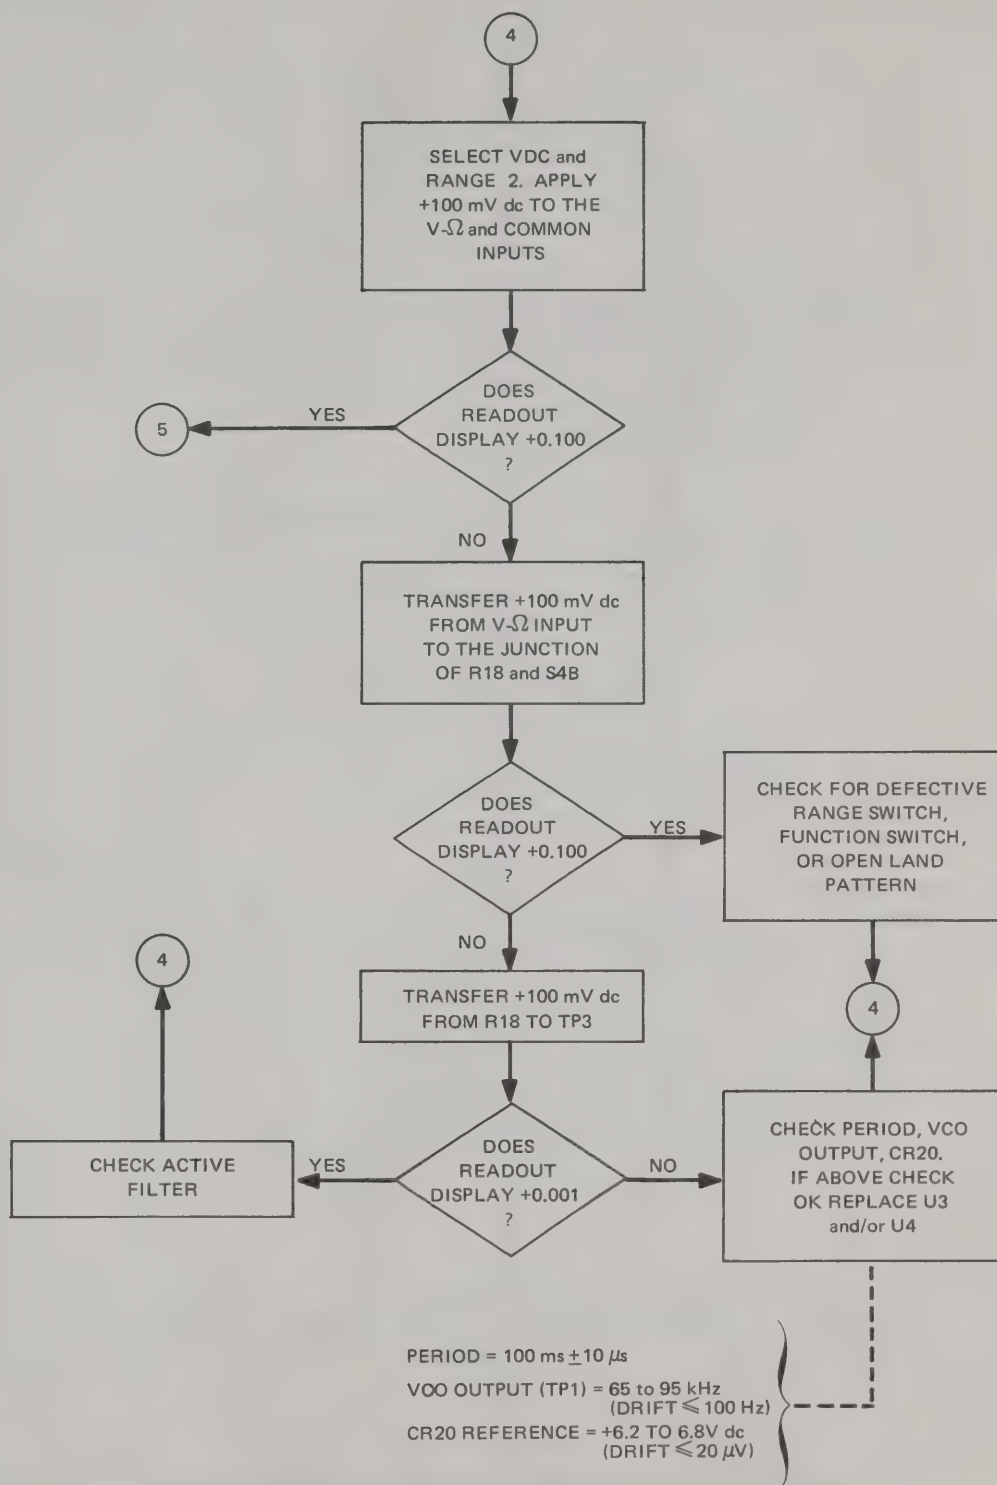 4
SELECT VDC and
RANGE 2. APPLY
+100 mV dc TO THE
V-Ω and COMMON
INPUTS
DOES
READOUT
DISPLAY +0.100
?
YES
5
NO
TRANSFER +100 mV dc
FROM V-Ω INPUT
TO THE JUNCTION
OF R18 and S4B
DOES
READOUT
DISPLAY +0.100
?
YES
CHECK FOR DEFECTIVE
RANGE SWITCH,
FUNCTION SWITCH,
OR OPEN LAND
PATTERN
4
NO
TRANSFER +100 mV dc
FROM R18 TO TP3
4
DOES
READOUT
DISPLAY +0.001
?
YES
CHECK ACTIVE
FILTER
NO
CHECK PERIOD, VCO
OUTPUT, CR20.
IF ABOVE CHECK
OK REPLACE U3
and/or U4
PERIOD = 100 ms ± 10 μs
VOO OUTPUT (TP1) = 65 to 95 kHz
(DRIFT ≤ 100 Hz)
CR20 REFERENCE = +6.2 TO 6.8V dc
(DRIFT ≤ 20 μV)